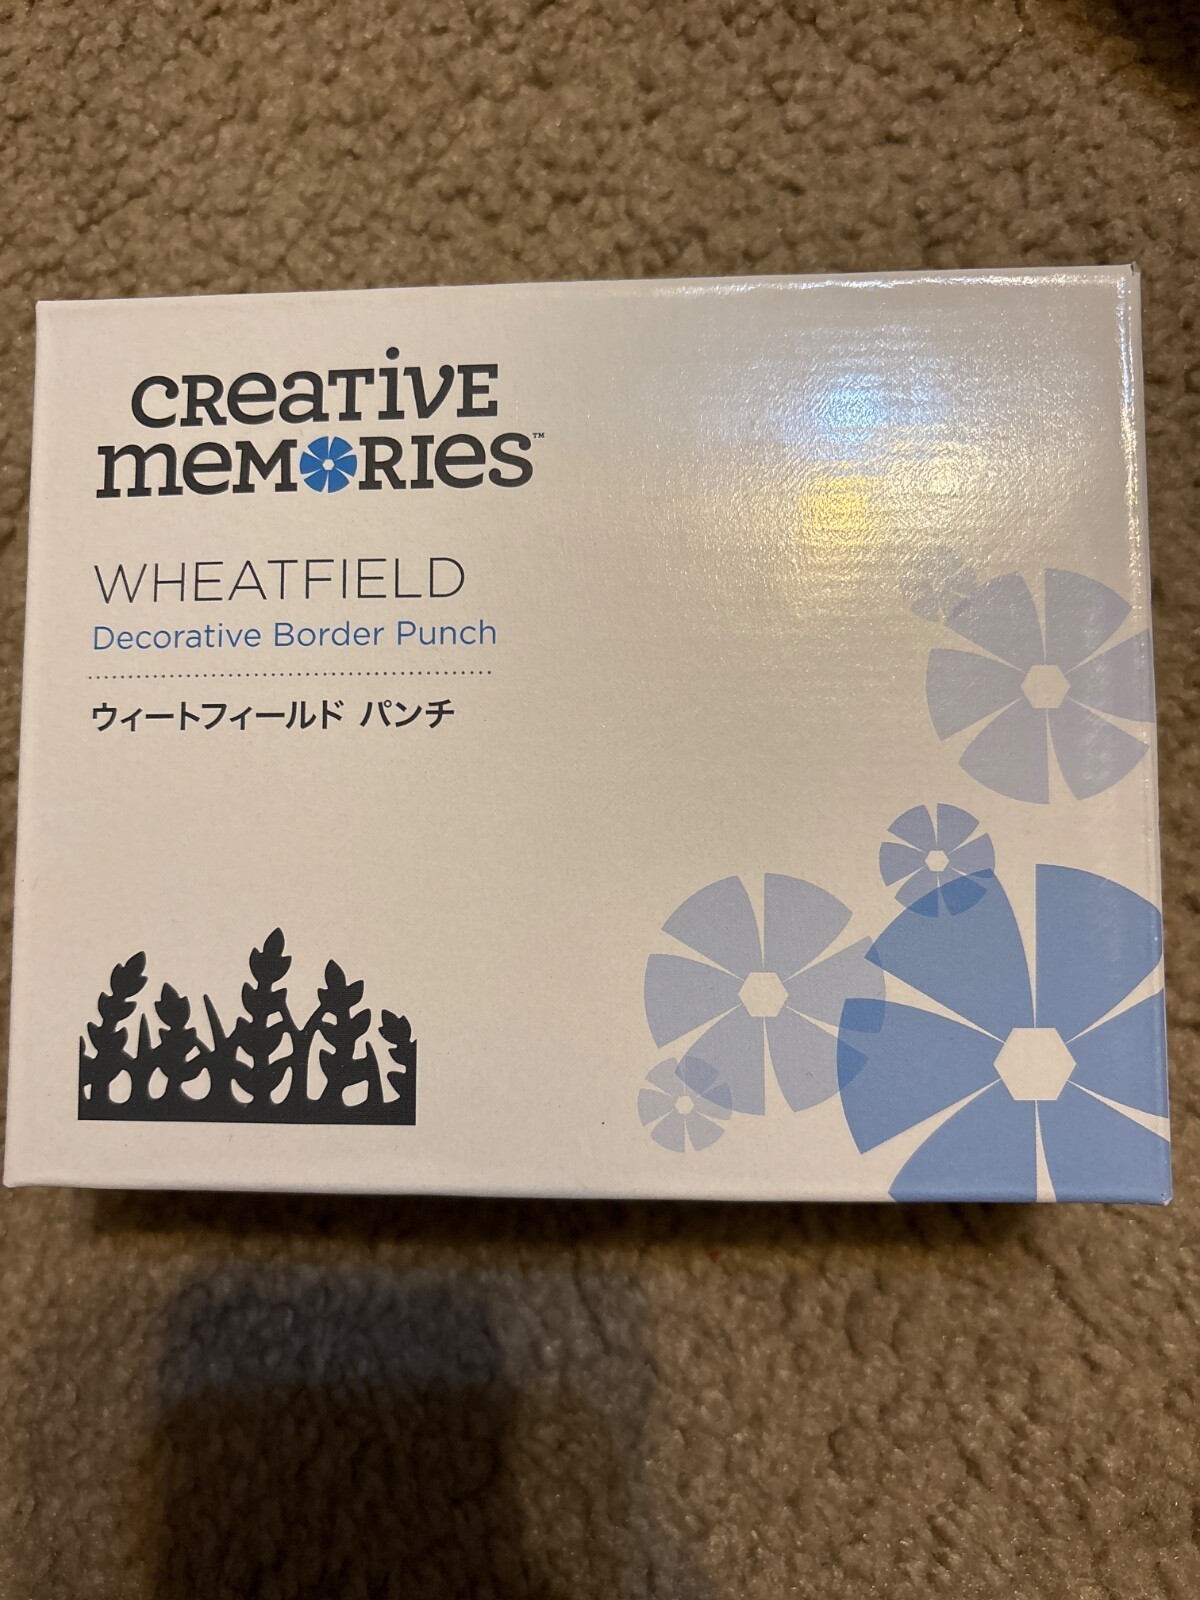 CReaTivE
meMORIes™
WHEATFIELD
Decorative Border Punch
ウィートフィールド パンチ